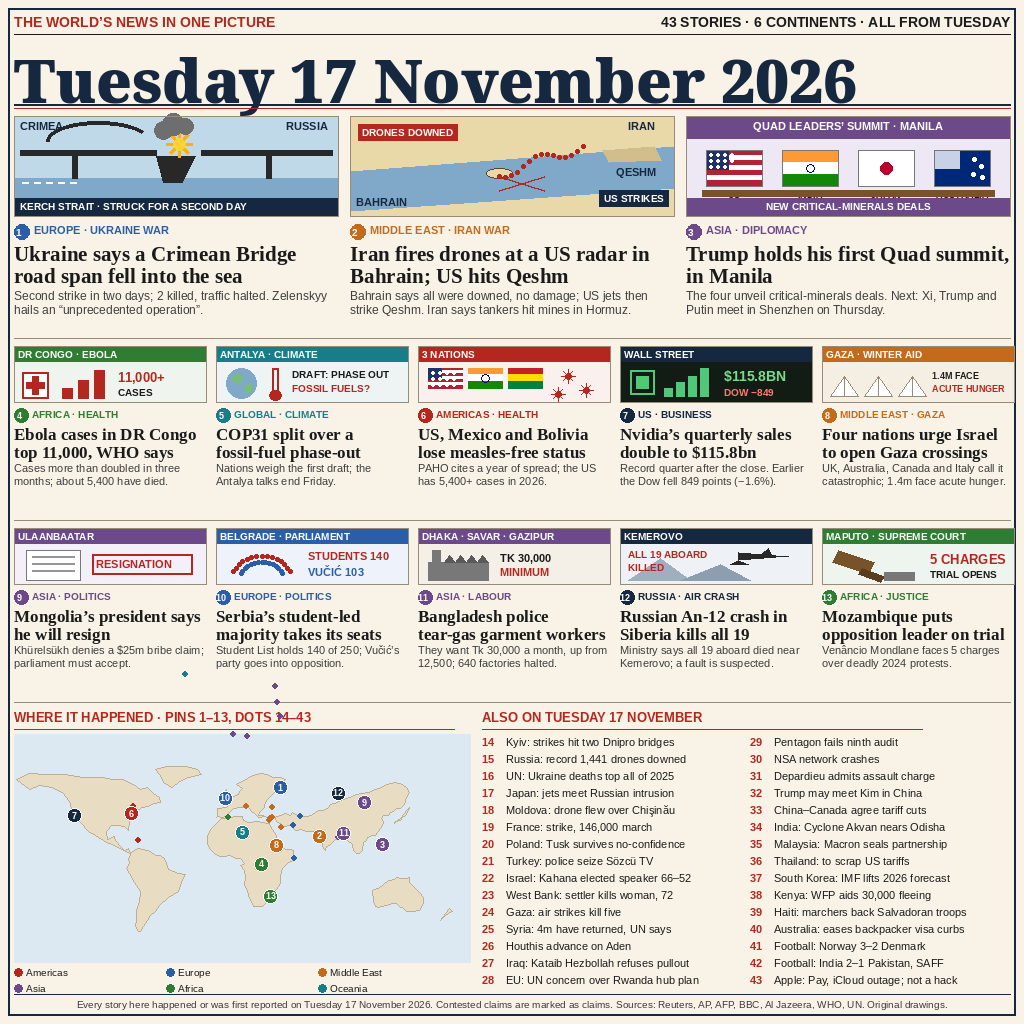 THE WORLD'S NEWS IN ONE PICTURE
43 STORIES · 6 CONTINENTS · ALL FROM TUESDAY
Tuesday 17 November 2026
CRIMEA
RUSSIA
KERCH STRAIT · STRUCK FOR A SECOND DAY
DRONES DOWNED
IRAN
QESHM
BAHRAIN
US STRIKES
QUAD LEADERS' SUMMIT · MANILA
NEW CRITICAL-MINERALS DEALS
1 EUROPE · UKRAINE WAR
Ukraine says a Crimean Bridge
road span fell into the sea
Second strike in two days; 2 killed, traffic halted. Zelenskyy
hails an “unprecedented operation”.
2 MIDDLE EAST · IRAN WAR
Iran fires drones at a US radar in
Bahrain; US hits Qeshm
Bahrain says all were downed, no damage; US jets then
strike Qeshm. Iran says tankers hit mines in Hormuz.
3 ASIA · DIPLOMACY
Trump holds his first Quad summit,
in Manila
The four unveil critical-minerals deals. Next: Xi, Trump and
Putin meet in Shenzhen on Thursday.
DR CONGO · EBOLA
11,000+
CASES
4 AFRICA · HEALTH
Ebola cases in DR Congo
top 11,000, WHO says
Cases more than doubled in three
months; about 5,400 have died.
ANTALYA · CLIMATE
DRAFT: PHASE OUT
FOSSIL FUELS?
5 GLOBAL · CLIMATE
COP31 split over a
fossil-fuel phase-out
Nations weigh the first draft; the
Antalya talks end Friday.
3 NATIONS
6 AMERICAS · HEALTH
US, Mexico and Bolivia
lose measles-free status
PAHO cites a year of spread; the US
has 5,400+ cases in 2026.
WALL STREET
$115.8BN
DOW −849
7 US · BUSINESS
Nvidia's quarterly sales
double to $115.8bn
Record quarter after the close. Earlier
the Dow fell 849 points (−1.6%).
GAZA · WINTER AID
1.4M FACE
ACUTE HUNGER
8 MIDDLE EAST · GAZA
Four nations urge Israel
to open Gaza crossings
UK, Australia, Canada and Italy call it
catastrophic; 1.4m face acute hunger.
ULAANBAATAR
RESIGNATION
9 ASIA · POLITICS
Mongolia's president says
he will resign
Khürelsükh denies a $25m bribe claim;
parliament must accept.
BELGRADE · PARLIAMENT
STUDENTS 140
VUČIĆ 103
10 EUROPE · POLITICS
Serbia's student-led
majority takes its seats
Student List holds 140 of 250; Vučić's
party goes into opposition.
DHAKA · SAVAR · GAZIPUR
TK 30,000
MINIMUM
11 ASIA · LABOUR
Bangladesh police
tear-gas garment workers
They want Tk 30,000 a month, up from
12,500; 640 factories halted.
KEMEROVO
ALL 19 ABOARD
KILLED
12 RUSSIA · AIR CRASH
Russian An-12 crash in
Siberia kills all 19
Ministry says all 19 aboard died near
Kemerovo; a fault is suspected.
MAPUTO · SUPREME COURT
5 CHARGES
TRIAL OPENS
13 AFRICA · JUSTICE
Mozambique puts
opposition leader on trial
Venâncio Mondlane faces 5 charges
over deadly 2024 protests.
WHERE IT HAPPENED · PINS 1–13, DOTS 14–43
1
2
3
4
5
6
7
8
9
10
11
12
13
Americas
Europe
Middle East
Asia
Africa
Oceania
ALSO ON TUESDAY 17 NOVEMBER
14 Kyiv: strikes hit two Dnipro bridges
15 Russia: record 1,441 drones downed
16 UN: Ukraine deaths top all of 2025
17 Japan: jets meet Russian intrusion
18 Moldova: drone flew over Chișinău
19 France: strike, 146,000 march
20 Poland: Tusk survives no-confidence
21 Turkey: police seize Sözcü TV
22 Israel: Kahana elected speaker 66–52
23 West Bank: settler kills woman, 72
24 Gaza: air strikes kill five
25 Syria: 4m have returned, UN says
26 Houthis advance on Aden
27 Iraq: Kataib Hezbollah refuses pullout
28 EU: UN concern over Rwanda hub plan
29 Pentagon fails ninth audit
30 NSA network crashes
31 Depardieu admits assault charge
32 Trump may meet Kim in China
33 China–Canada agree tariff cuts
34 India: Cyclone Akvan nears Odisha
35 Malaysia: Macron seals partnership
36 Thailand: to scrap US tariffs
37 South Korea: IMF lifts 2026 forecast
38 Kenya: WFP aids 30,000 fleeing
39 Haiti: marchers back Salvadoran troops
40 Australia: eases backpacker visa curbs
41 Football: Norway 3–2 Denmark
42 Football: India 2–1 Pakistan, SAFF
43 Apple: Pay, iCloud outage; not a hack
Every story here happened or was first reported on Tuesday 17 November 2026. Contested claims are marked as claims. Sources: Reuters, AP, AFP, BBC, Al Jazeera, WHO, UN. Original drawings.